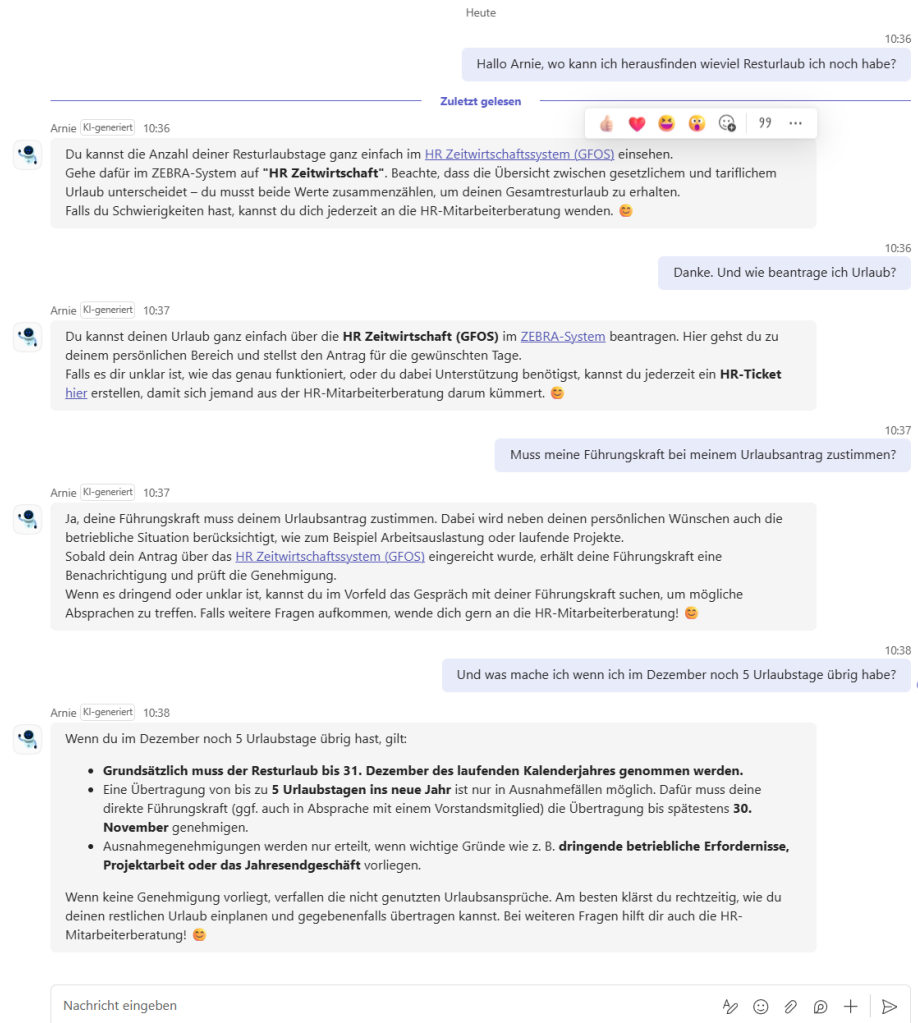 Heute
10:36
Hallo Arnie, wo kann ich herausfinden wieviel Resturlaub ich noch habe?
Zuletzt gelesen
Arnie KI-generiert 10:36
Du kannst die Anzahl deiner Resturlaubstage ganz einfach im HR Zeitwirtschaftssystem (GFOS) einsehen.
Gehe dafür im ZEBRA-System auf "HR Zeitwirtschaft". Beachte, dass die Übersicht zwischen gesetzlichem und tariflichem
Urlaub unterscheidet – du musst beide Werte zusammenzählen, um deinen Gesamtresturlaub zu erhalten.
Falls du Schwierigkeiten hast, kannst du dich jederzeit an die HR-Mitarbeiterberatung wenden. 😊
10:36
Danke. Und wie beantrage ich Urlaub?
Arnie KI-generiert 10:37
Du kannst deinen Urlaub ganz einfach über die HR Zeitwirtschaft (GFOS) im ZEBRA-System beantragen. Hier gehst du zu
deinem persönlichen Bereich und stellst den Antrag für die gewünschten Tage.
Falls es dir unklar ist, wie das genau funktioniert, oder du dabei Unterstützung benötigst, kannst du jederzeit ein HR-Ticket
hier erstellen, damit sich jemand aus der HR-Mitarbeiterberatung darum kümmert. 😊
10:37
Muss meine Führungskraft bei meinem Urlaubsantrag zustimmen?
Arnie KI-generiert 10:37
Ja, deine Führungskraft muss deinem Urlaubsantrag zustimmen. Dabei wird neben deinen persönlichen Wünschen auch die
betriebliche Situation berücksichtigt, wie zum Beispiel Arbeitsauslastung oder laufende Projekte.
Sobald dein Antrag über das HR Zeitwirtschaftssystem (GFOS) eingereicht wurde, erhält deine Führungskraft eine
Benachrichtigung und prüft die Genehmigung.
Wenn es dringend oder unklar ist, kannst du im Vorfeld das Gespräch mit deiner Führungskraft suchen, um mögliche
Absprachen zu treffen. Falls weitere Fragen aufkommen, wende dich gern an die HR-Mitarbeiterberatung! 😊
10:38
Und was mache ich wenn ich im Dezember noch 5 Urlaubstage übrig habe?
Arnie KI-generiert 10:38
Wenn du im Dezember noch 5 Urlaubstage übrig hast, gilt:
• Grundsätzlich muss der Resturlaub bis 31. Dezember des laufenden Kalenderjahres genommen werden.
• Eine Übertragung von bis zu 5 Urlaubstagen ins neue Jahr ist nur in Ausnahmefällen möglich. Dafür muss deine
direkte Führungskraft (ggf. auch in Absprache mit einem Vorstandsmitglied) die Übertragung bis spätestens 30.
November genehmigen.
• Ausnahmegenehmigungen werden nur erteilt, wenn wichtige Gründe wie z. B. dringende betriebliche Erfordernisse,
Projektarbeit oder das Jahresendgeschäft vorliegen.
Wenn keine Genehmigung vorliegt, verfallen die nicht genutzten Urlaubsansprüche. Am besten klärst du rechtzeitig, wie du
deinen restlichen Urlaub einplanen und gegebenenfalls übertragen kannst. Bei weiteren Fragen hilft dir auch die HR-
Mitarbeiterberatung! 😊
Nachricht eingeben